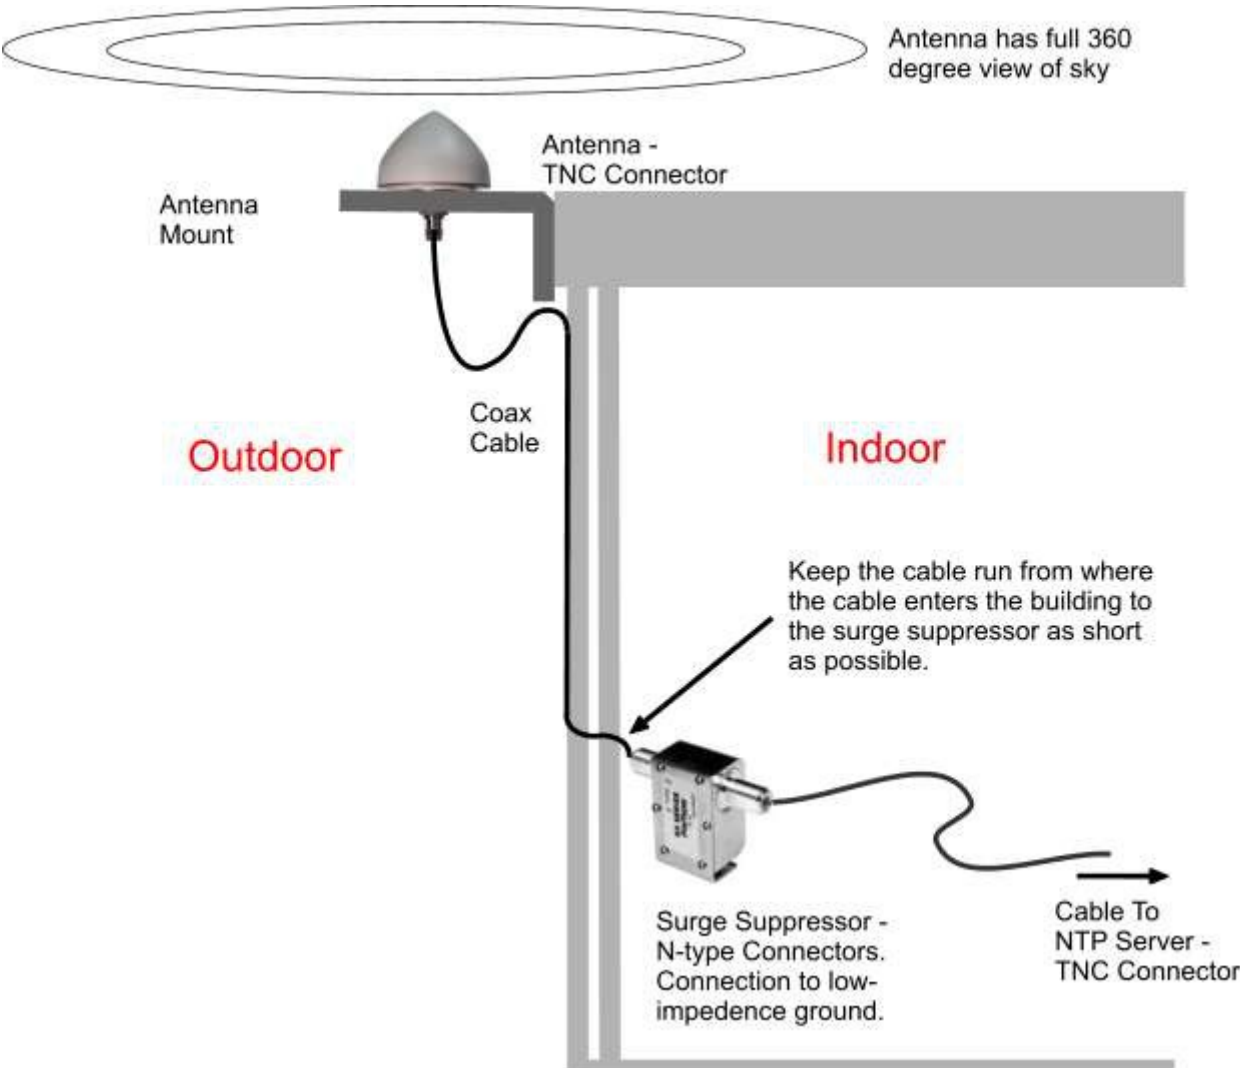 Antenna has full 360
degree view of sky
Antenna -
TNC Connector
Antenna
Mount
Coax
Cable
Outdoor
Indoor
Keep the cable run from where
the cable enters the building to
the surge suppressor as short
as possible.
Surge Suppressor -
N-type Connectors.
Connection to low-
impedence ground.
Cable To
NTP Server -
TNC Connector